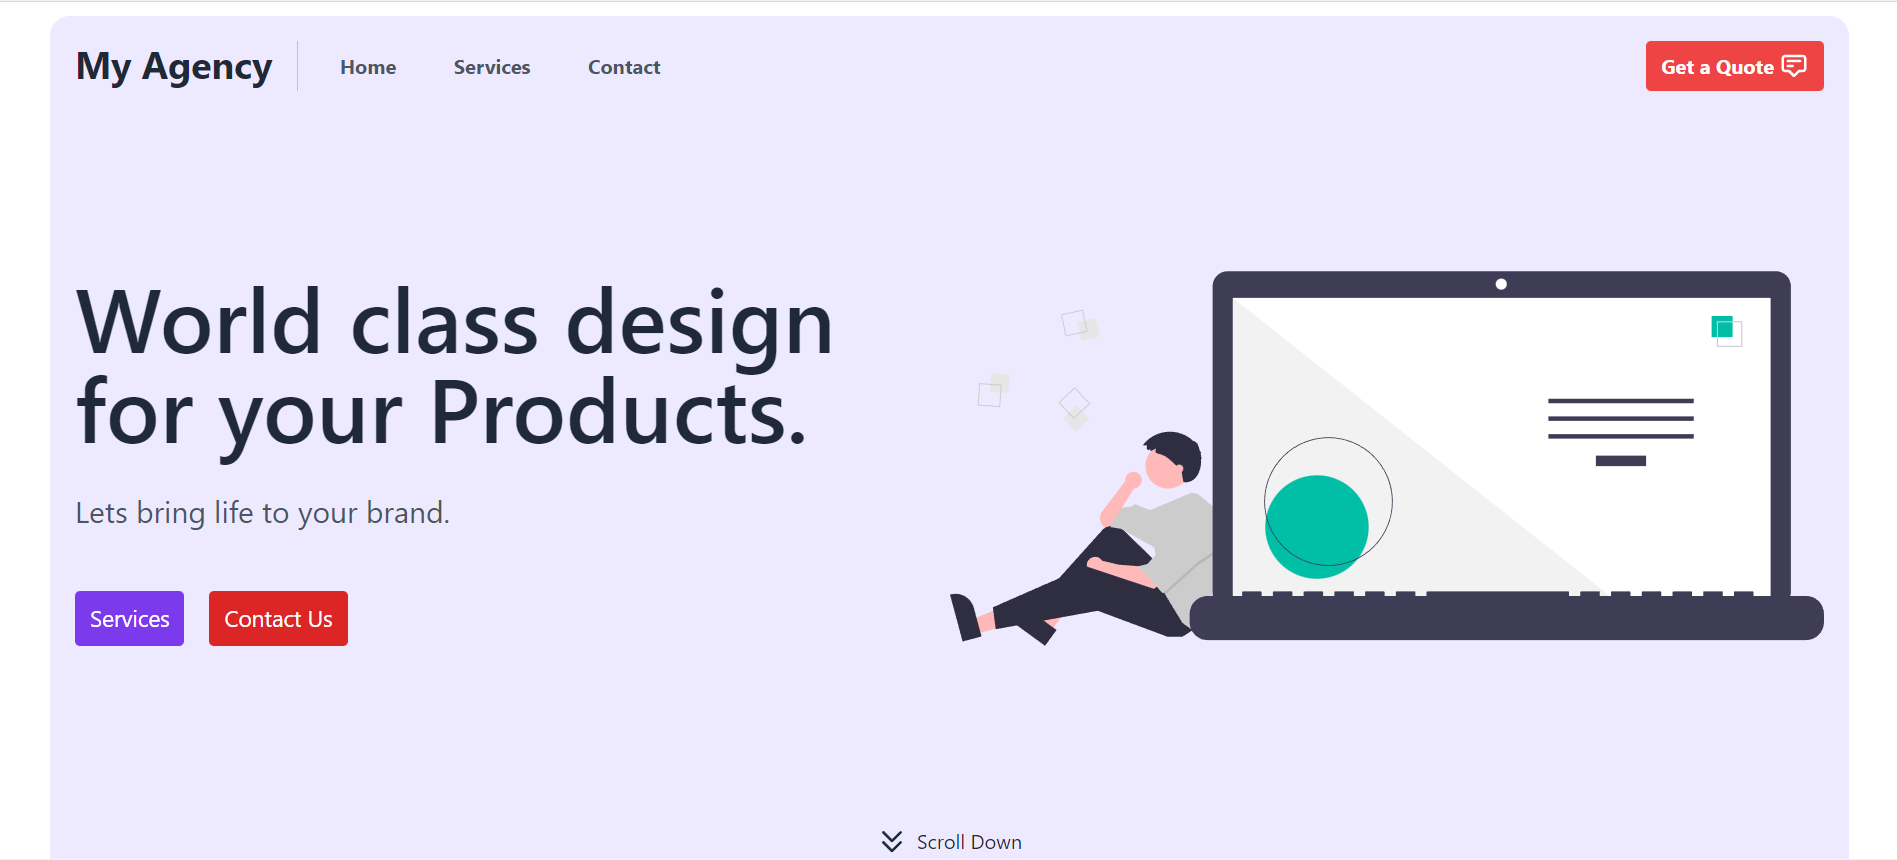 My Agency
Home
Services
Contact
Get a Quote
World class design
for your Products.
Lets bring life to your brand.
Services
Contact Us
Scroll Down